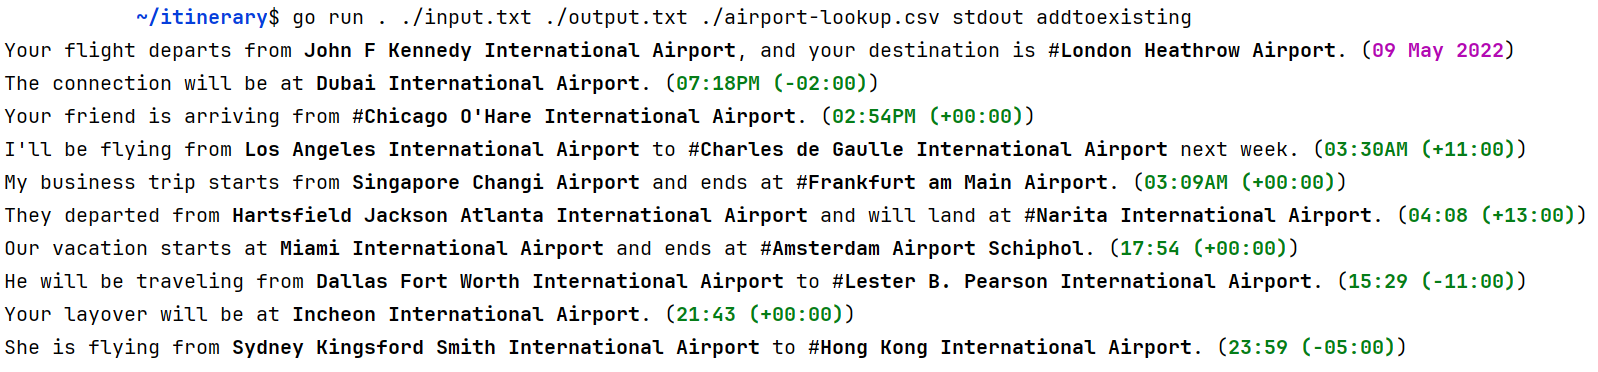 ~/itinerary$ go run . ./input.txt ./output.txt ./airport-lookup.csv stdout addtoexisting
Your flight departs from John F Kennedy International Airport, and your destination is #London Heathrow Airport. (09 May 2022)
The connection will be at Dubai International Airport. (07:18PM (-02:00))
Your friend is arriving from #Chicago O'Hare International Airport. (02:54PM (+00:00))
I'll be flying from Los Angeles International Airport to #Charles de Gaulle International Airport next week. (03:30AM (+11:00))
My business trip starts from Singapore Changi Airport and ends at #Frankfurt am Main Airport. (03:09AM (+00:00))
They departed from Hartsfield Jackson Atlanta International Airport and will land at #Narita International Airport. (04:08 (+13:00))
Our vacation starts at Miami International Airport and ends at #Amsterdam Airport Schiphol. (17:54 (+00:00))
He will be traveling from Dallas Fort Worth International Airport to #Lester B. Pearson International Airport. (15:29 (-11:00))
Your layover will be at Incheon International Airport. (21:43 (+00:00))
She is flying from Sydney Kingsford Smith International Airport to #Hong Kong International Airport. (23:59 (-05:00))